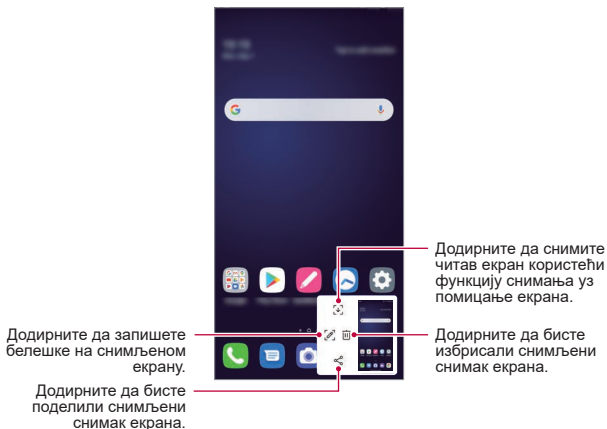 Додирните да снимите
читав екран користећи
функцију снимања уз
помицање екрана.
Додирните да запишете
белешке на снимљеном
екрану.
Додирните да бисте
избрисали снимљени
снимак екрана.
Додирните да бисте
поделили снимљени
снимак екрана.